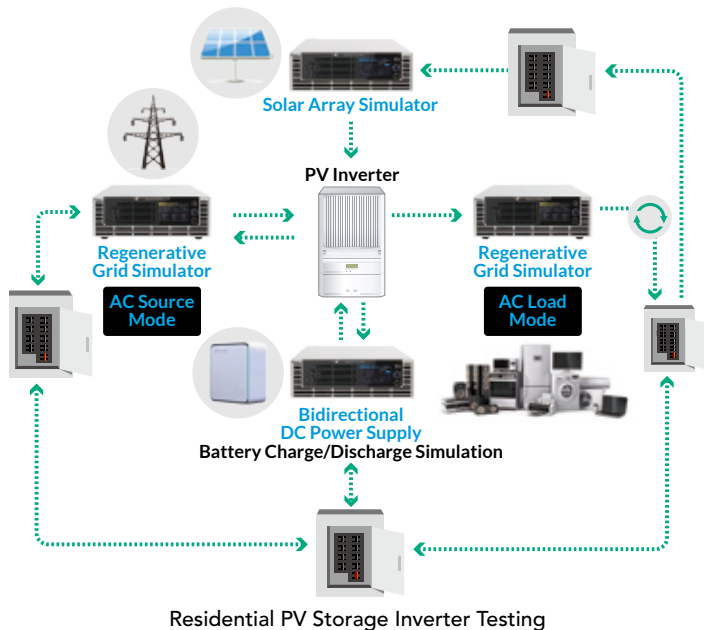 Solar Array Simulator
PV Inverter
Regenerative
Grid Simulator
AC Source
Mode
Regenerative
Grid Simulator
AC Load
Mode
Bidirectional
DC Power Supply
Battery Charge/Discharge Simulation
Residential PV Storage Inverter Testing